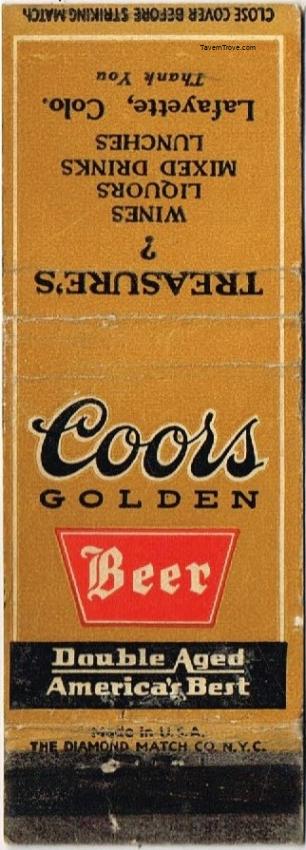 CLOSE COVER BEFORE STRIKING MATCH
TavernTrove.com
TREASURE'S
?
WINES
LIQUORS
MIXED DRINKS
LUNCHES
Lafayette, Colo.
Thank You
Coors
GOLDEN
Beer
Double Aged
America's Best
Made in U.S.A.
THE DIAMOND MATCH CO. N.Y.C.